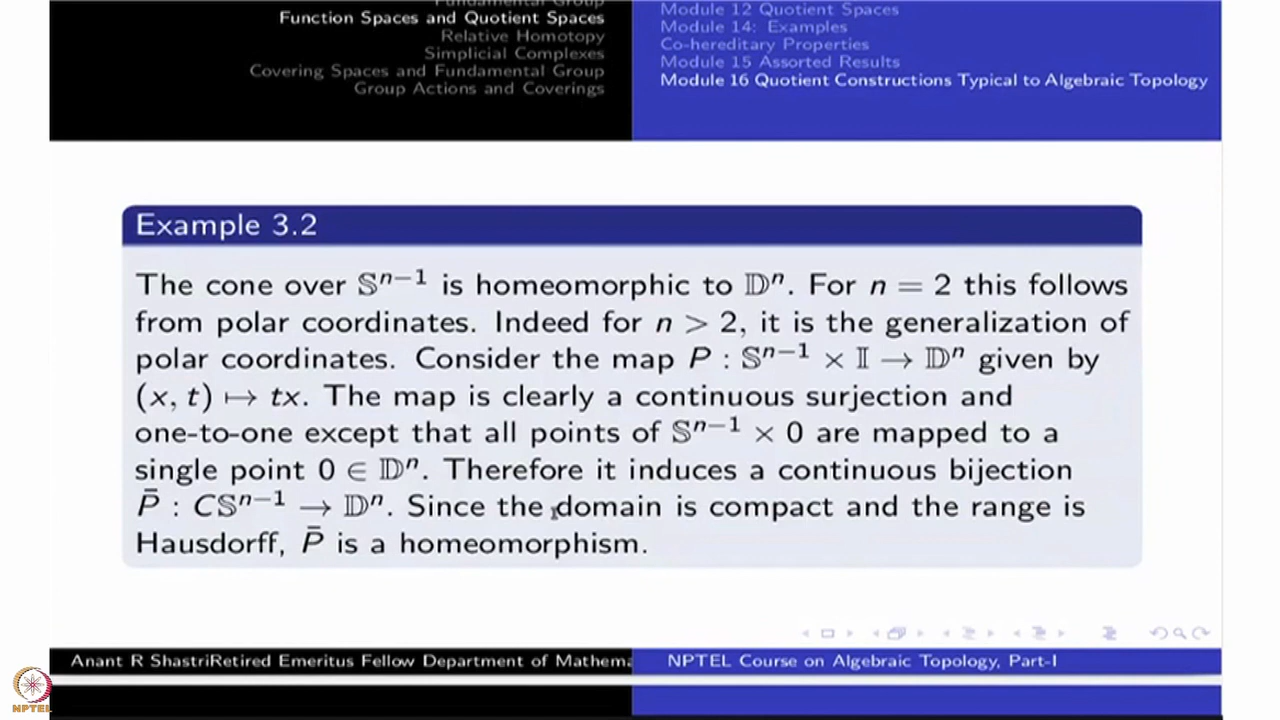 Fundamental Group
Function Spaces and Quotient Spaces
Relative Homotopy
Simplicial Complexes
Covering Spaces and Fundamental Group
Group Actions and Coverings
Module 12 Quotient Spaces
Module 14: Examples
Co-hereditary Properties
Module 15 Assorted Results
Module 16 Quotient Constructions Typical to Algebraic Topology
Example 3.2
The cone over 𝕊ⁿ⁻¹ is homeomorphic to 𝔻ⁿ. For n = 2 this follows
from polar coordinates. Indeed for n > 2, it is the generalization of
polar coordinates. Consider the map P : 𝕊ⁿ⁻¹ × 𝕀 → 𝔻ⁿ given by
(x, t) ↦ tx. The map is clearly a continuous surjection and
one-to-one except that all points of 𝕊ⁿ⁻¹ × 0 are mapped to a
single point 0 ∈ 𝔻ⁿ. Therefore it induces a continuous bijection
P̄ : C𝕊ⁿ⁻¹ → 𝔻ⁿ. Since the domain is compact and the range is
Hausdorff, P̄ is a homeomorphism.
Anant R ShastriRetired Emeritus Fellow Department of Mathema
NPTEL Course on Algebraic Topology, Part-I
NPTEL